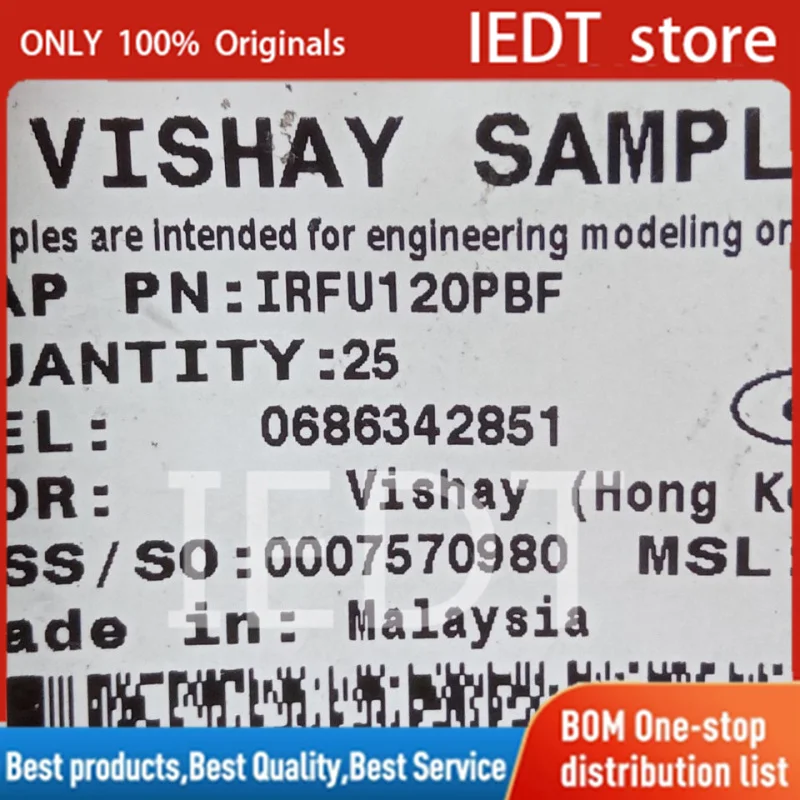 ONLY 100% Originals
IEDT store
VISHAY SAMPL
ples are intended for engineering modeling or
AP PN:IRFU120PBF
UANTITY:25
EL: 0686342851
OR: Vishay (Hong K
SS/SO:0007570980 MSL:
ade in: Malaysia
IEDT
Best products,Best Quality,Best Service
BOM One-stop
distribution list